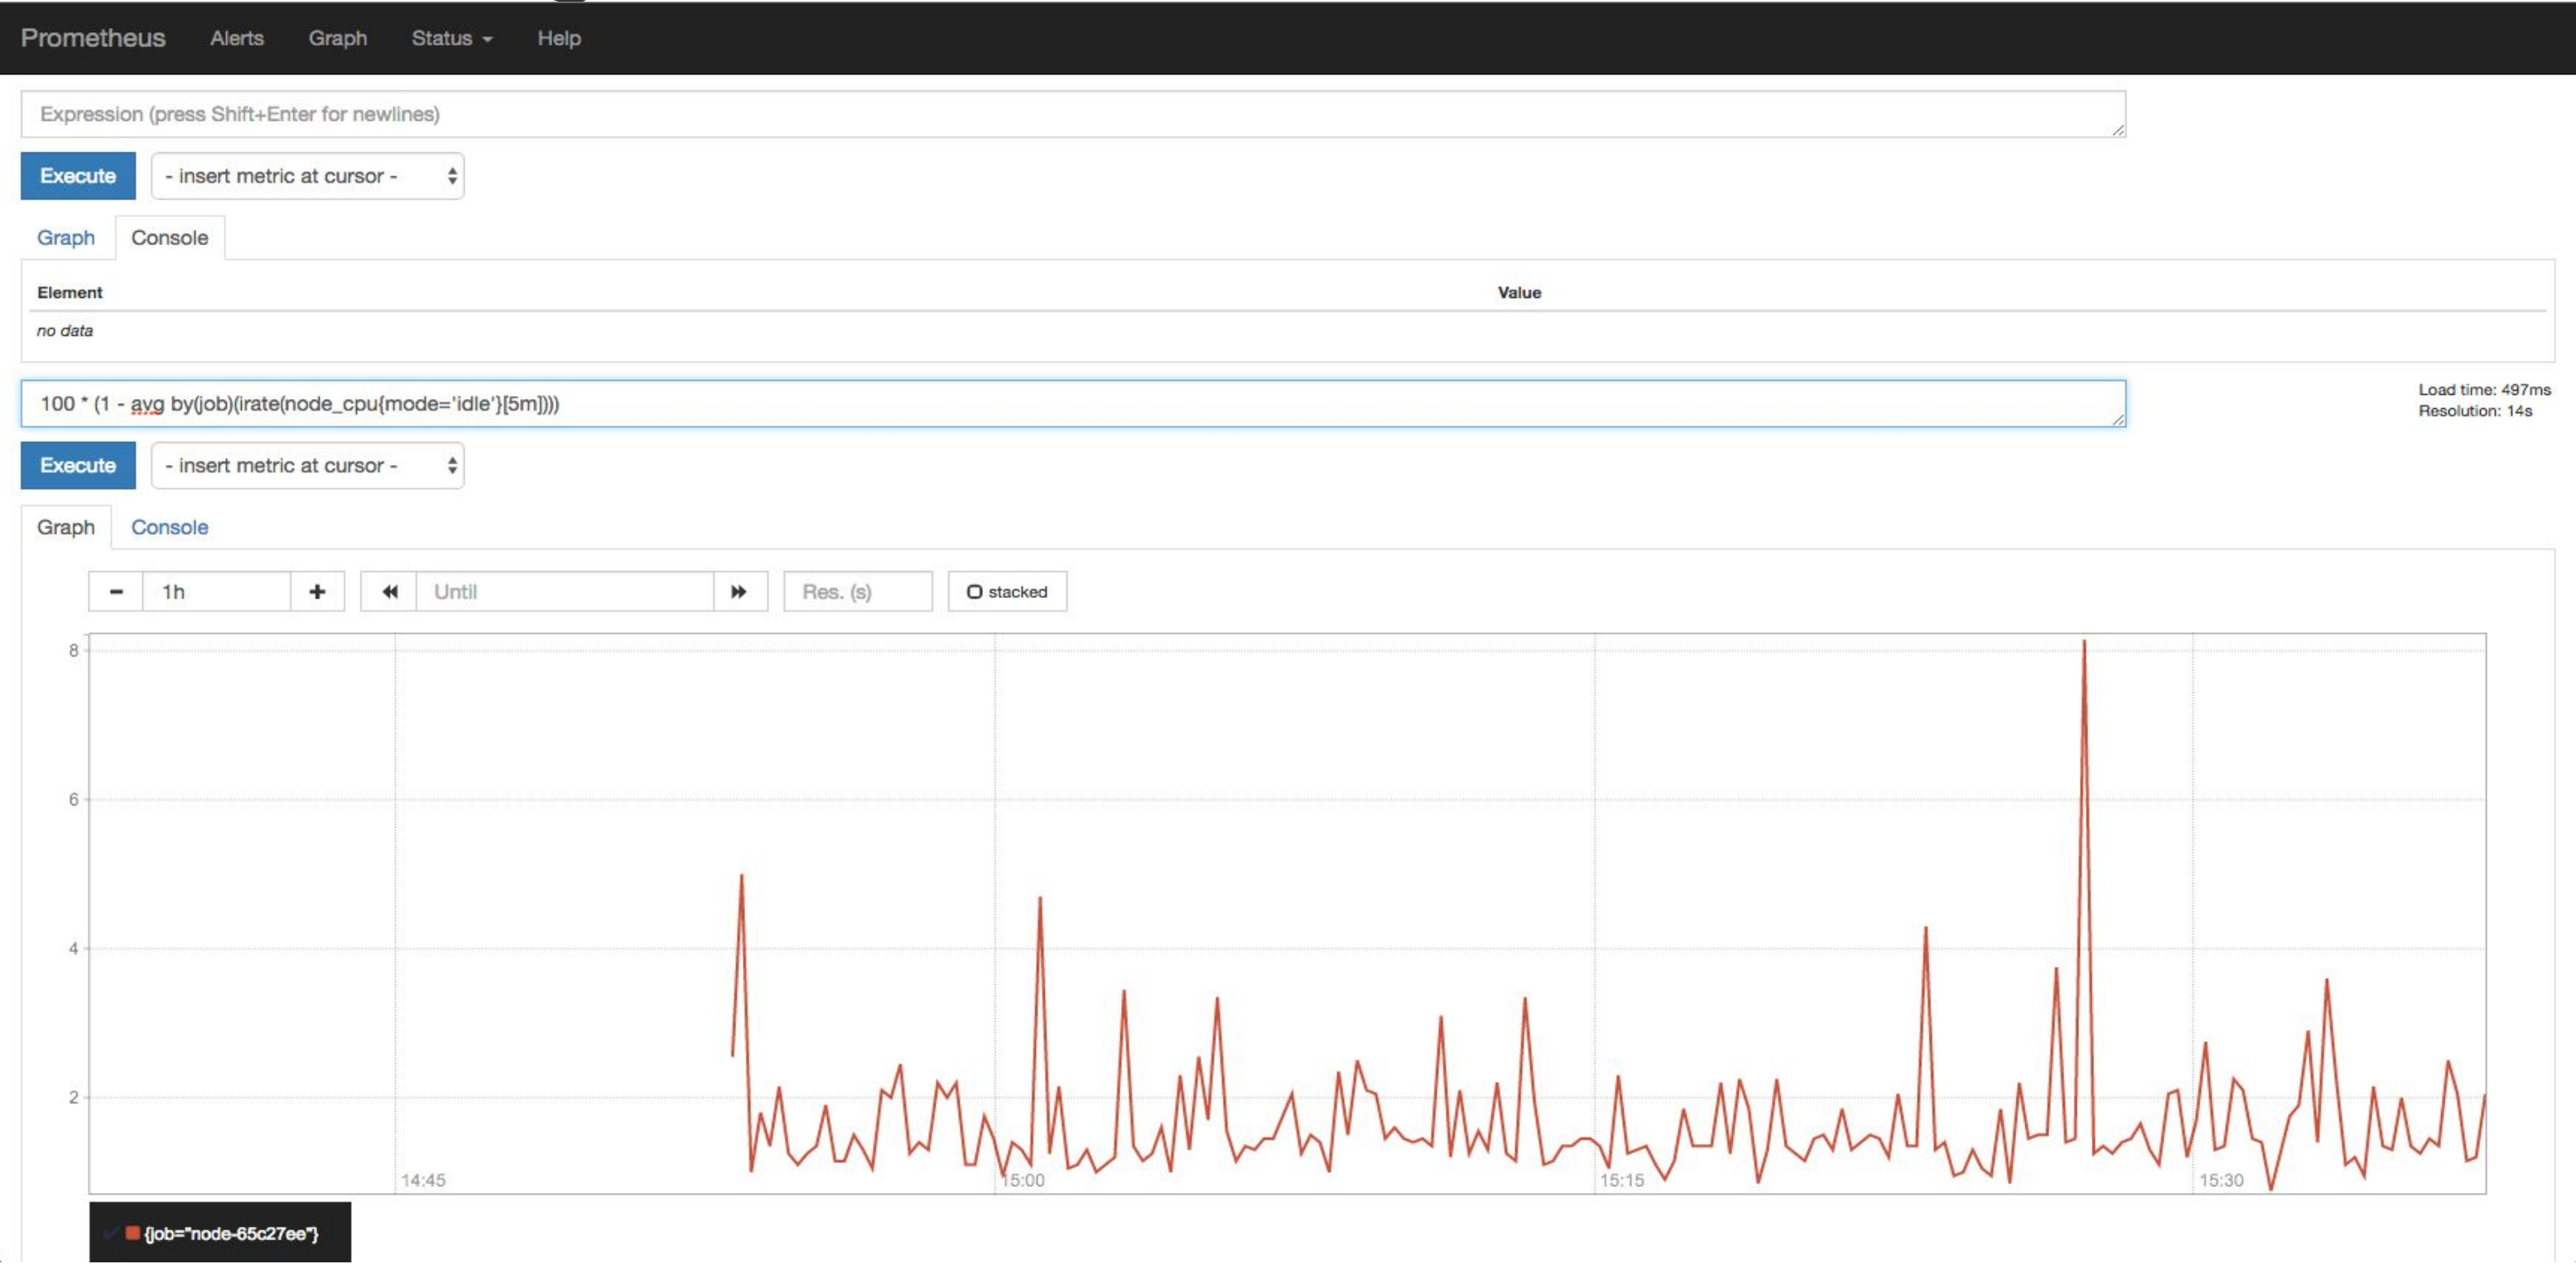 Prometheus Alerts Graph Status Help
Expression (press Shift+Enter for newlines)
Execute - insert metric at cursor -
Graph Console
Element Value
no data
100 * (1 - avg by(job)(irate(node_cpu{mode='idle'}[5m])))
Load time: 497ms
Resolution: 14s
Execute - insert metric at cursor -
Graph Console
1h Until Res. (s) stacked
8
6
4
2
14:45 15:00 15:15 15:30
{job="node-65c27ee"}